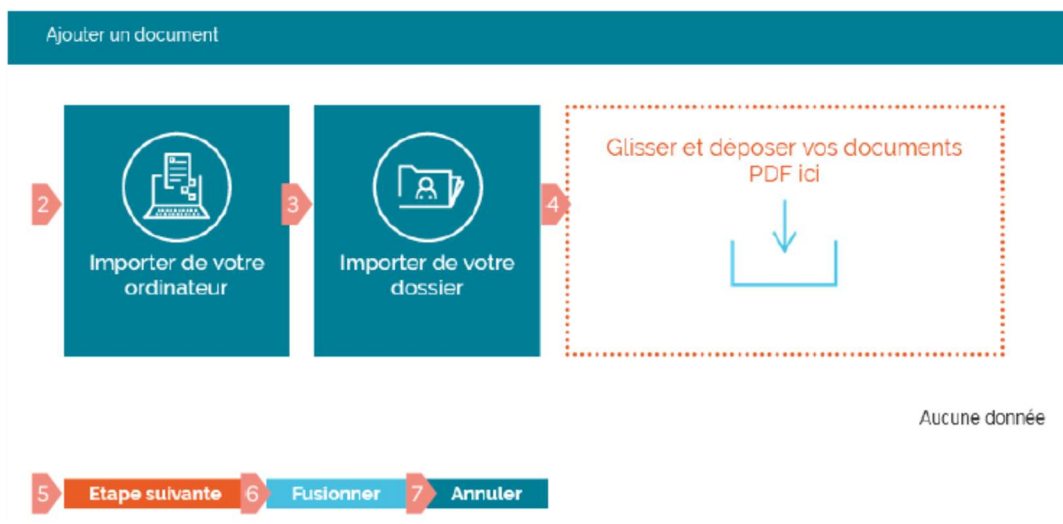 Ajouter un document
2
Importer de votre
ordinateur
3
Importer de votre
dossier
4
Glisser et déposer vos documents
PDF ici
Aucune donnée
5
Etape suivante
6
Fusionner
7
Annuler